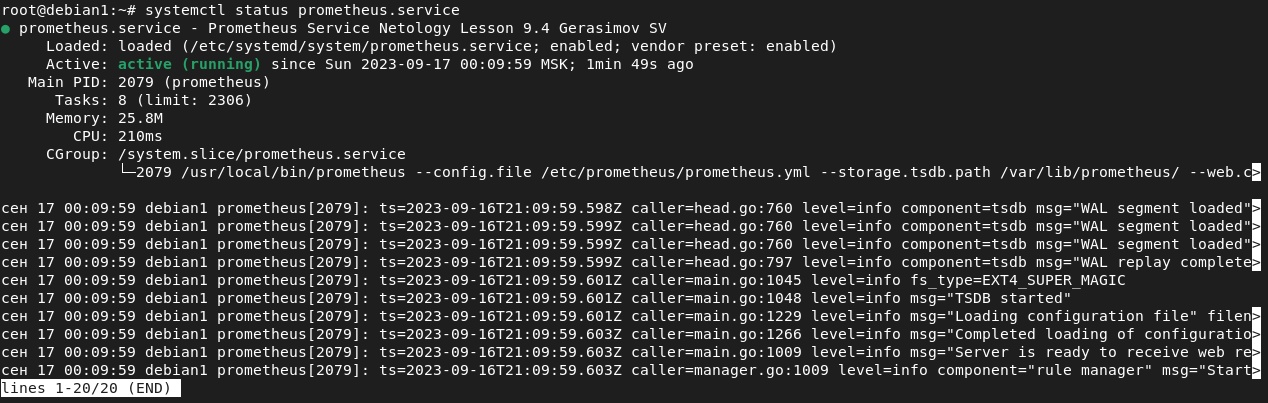 root@debian1:~# systemctl status prometheus.service
● prometheus.service - Prometheus Service Netology Lesson 9.4 Gerasimov SV
     Loaded: loaded (/etc/systemd/system/prometheus.service; enabled; vendor preset: enabled)
     Active: active (running) since Sun 2023-09-17 00:09:59 MSK; 1min 49s ago
   Main PID: 2079 (prometheus)
      Tasks: 8 (limit: 2306)
     Memory: 25.8M
        CPU: 210ms
     CGroup: /system.slice/prometheus.service
             └─2079 /usr/local/bin/prometheus --config.file /etc/prometheus/prometheus.yml --storage.tsdb.path /var/lib/prometheus/ --web.c>
сен 17 00:09:59 debian1 prometheus[2079]: ts=2023-09-16T21:09:59.598Z caller=head.go:760 level=info component=tsdb msg="WAL segment loaded">
сен 17 00:09:59 debian1 prometheus[2079]: ts=2023-09-16T21:09:59.599Z caller=head.go:760 level=info component=tsdb msg="WAL segment loaded">
сен 17 00:09:59 debian1 prometheus[2079]: ts=2023-09-16T21:09:59.599Z caller=head.go:760 level=info component=tsdb msg="WAL segment loaded">
сен 17 00:09:59 debian1 prometheus[2079]: ts=2023-09-16T21:09:59.599Z caller=head.go:797 level=info component=tsdb msg="WAL replay complete>
сен 17 00:09:59 debian1 prometheus[2079]: ts=2023-09-16T21:09:59.601Z caller=main.go:1045 level=info fs_type=EXT4_SUPER_MAGIC
сен 17 00:09:59 debian1 prometheus[2079]: ts=2023-09-16T21:09:59.601Z caller=main.go:1048 level=info msg="TSDB started"
сен 17 00:09:59 debian1 prometheus[2079]: ts=2023-09-16T21:09:59.601Z caller=main.go:1229 level=info msg="Loading configuration file" filen>
сен 17 00:09:59 debian1 prometheus[2079]: ts=2023-09-16T21:09:59.603Z caller=main.go:1266 level=info msg="Completed loading of configuratio>
сен 17 00:09:59 debian1 prometheus[2079]: ts=2023-09-16T21:09:59.603Z caller=main.go:1009 level=info msg="Server is ready to receive web re>
сен 17 00:09:59 debian1 prometheus[2079]: ts=2023-09-16T21:09:59.603Z caller=manager.go:1009 level=info component="rule manager" msg="Start>
lines 1-20/20 (END)